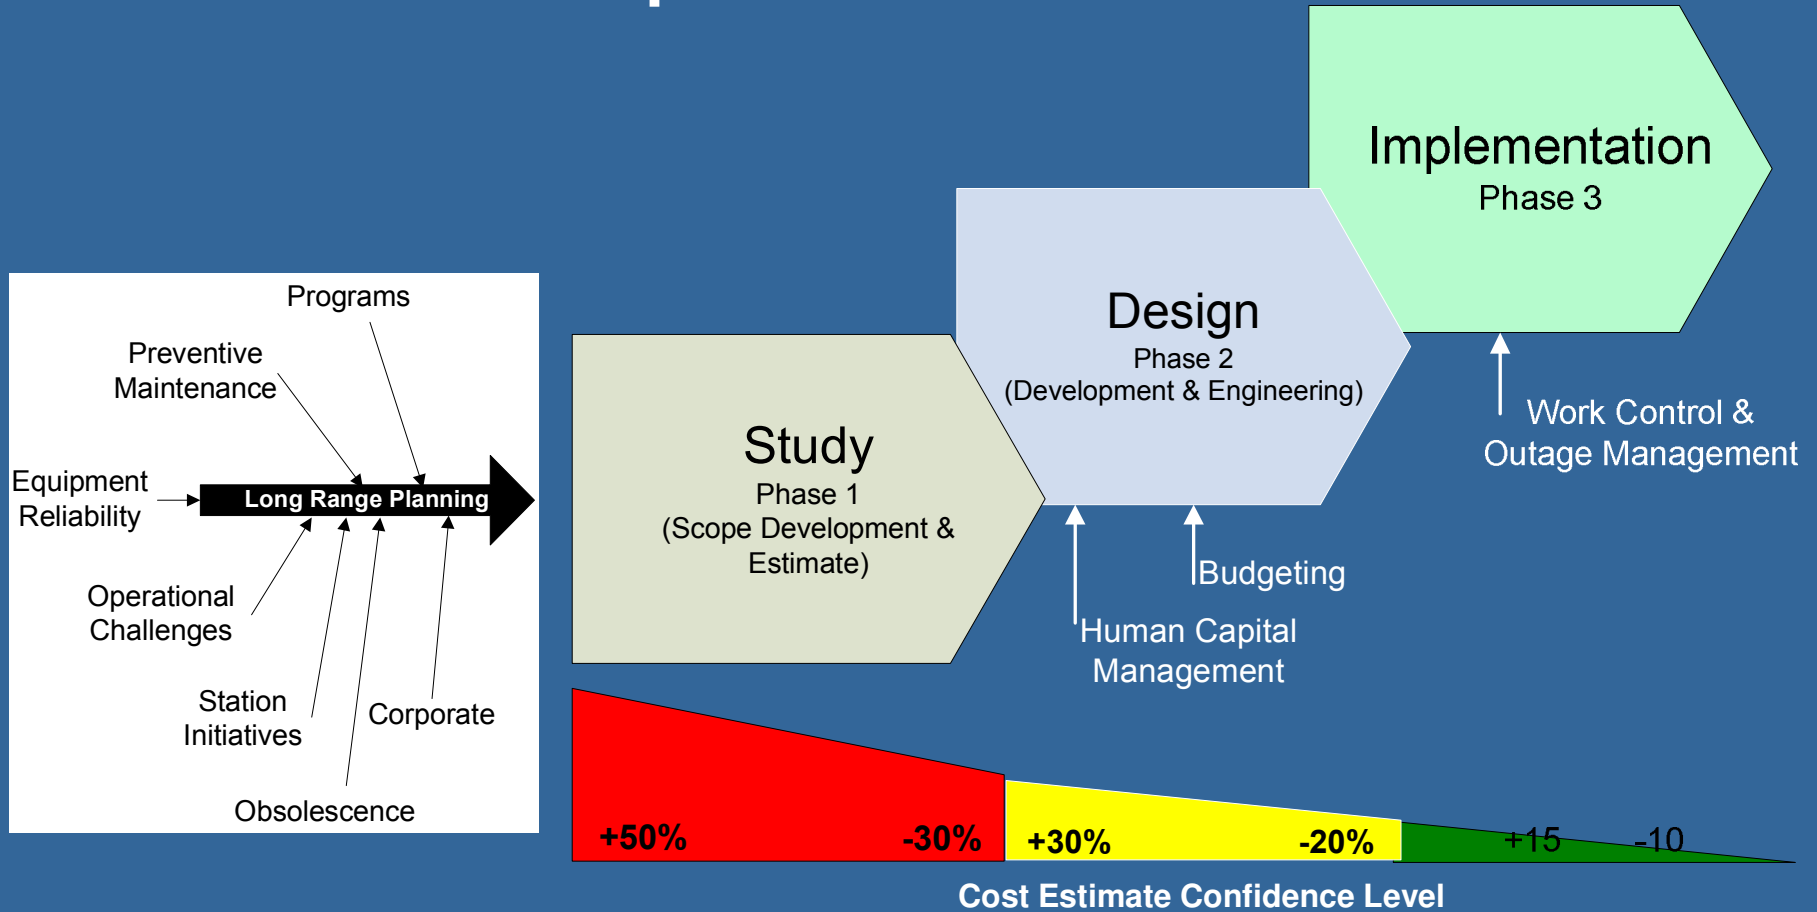 Programs
Preventive
Maintenance
Equipment
Reliability
Long Range Planning
Operational
Challenges
Station
Initiatives
Corporate
Obsolescence
Study
Phase 1
(Scope Development &
Estimate)
Design
Phase 2
(Development & Engineering)
Implementation
Phase 3
Work Control &
Outage Management
Budgeting
Human Capital
Management
+50% -30% +30% -20% +15 -10
Cost Estimate Confidence Level